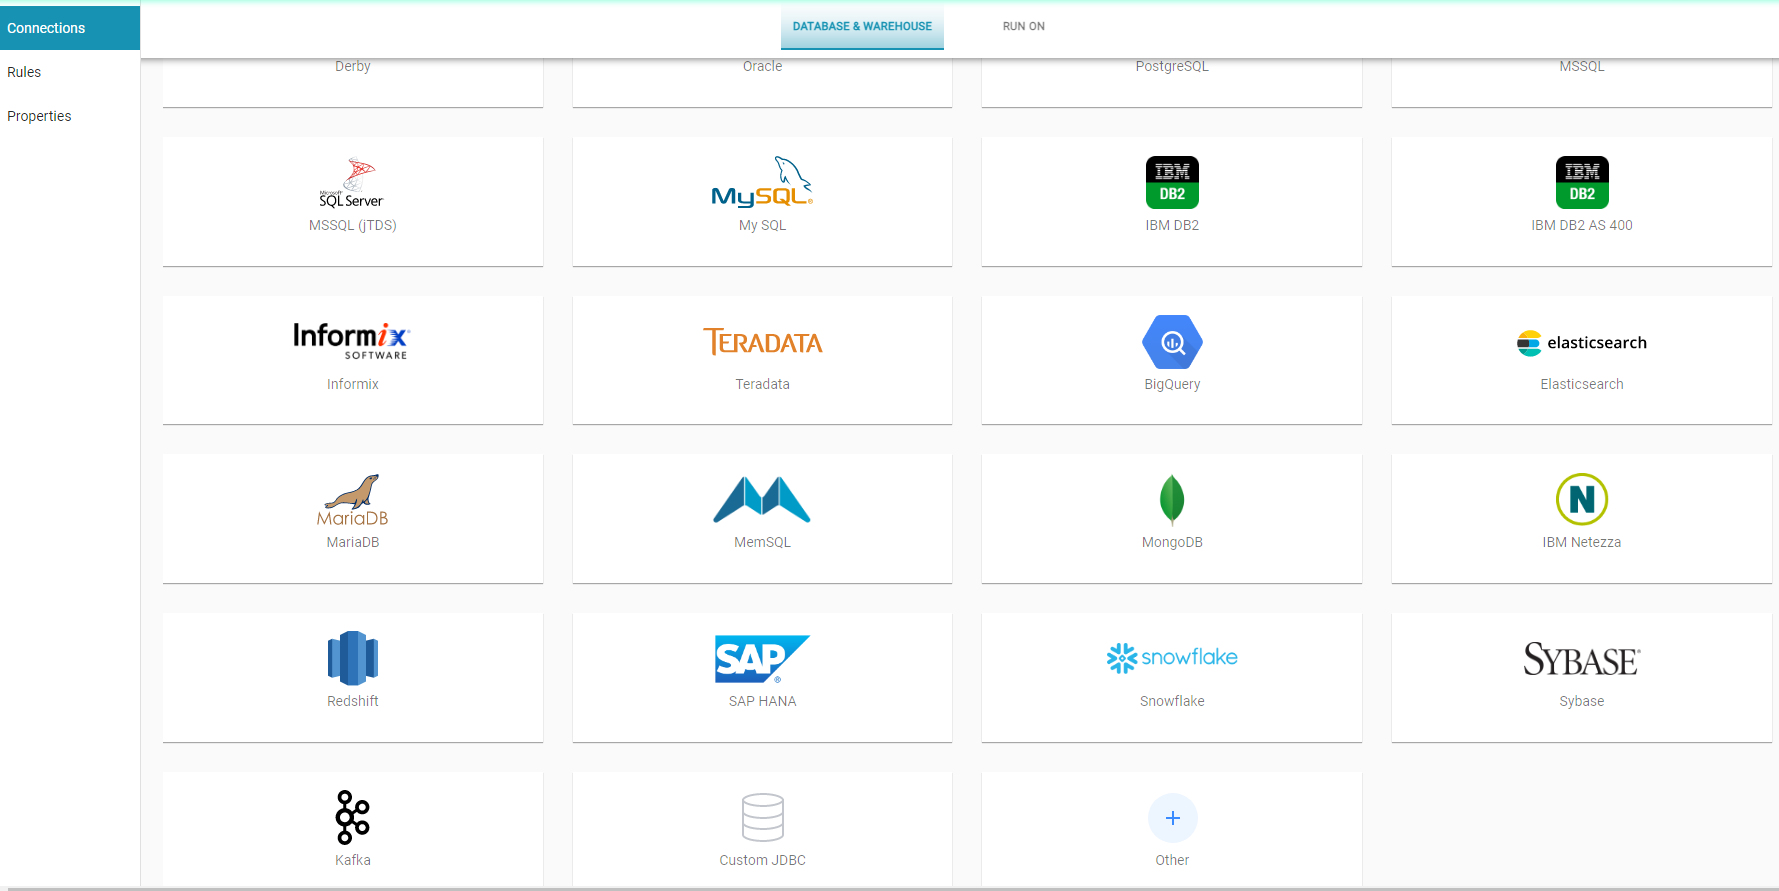 Connections
Rules
Properties
DATABASE & WAREHOUSE
RUN ON
Derby
Oracle
PostgreSQL
MSSQL
Microsoft
SQL Server
MSSQL (jTDS)
MySQL®
My SQL
IBM
DB2
IBM DB2
IBM
DB2
IBM DB2 AS 400
Informix®
SOFTWARE
Informix
TERADATA
Teradata
BigQuery
elasticsearch
Elasticsearch
MariaDB
MariaDB
MemSQL
MongoDB
N
IBM Netezza
Redshift
SAP®
SAP HANA
snowflake
Snowflake
SYBASE®
Sybase
Kafka
Custom JDBC
+
Other